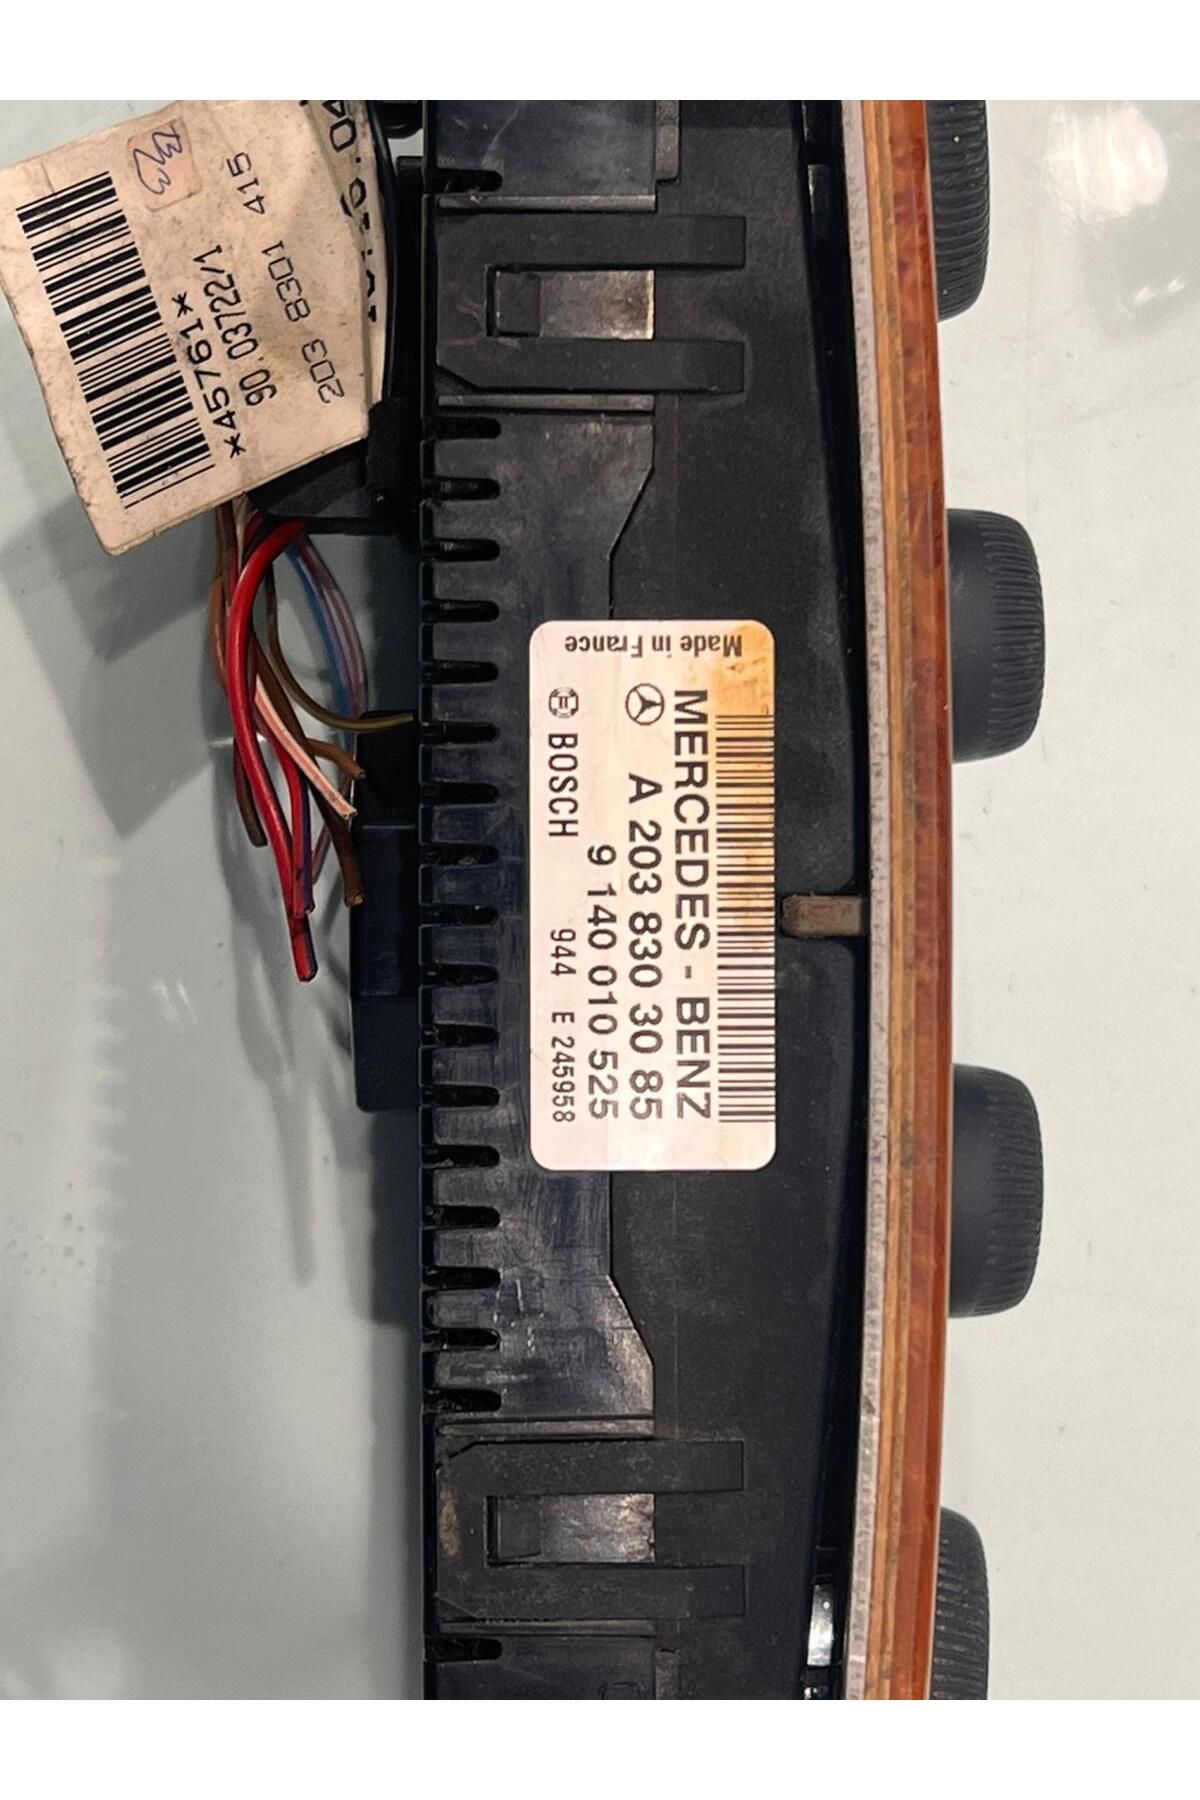 MERCEDES - BENZ
A 203 830 30 85
9 140 010 525
BOSCH 944 E 245958
Made in France
203 8301 415
90.03722/1
*45761*